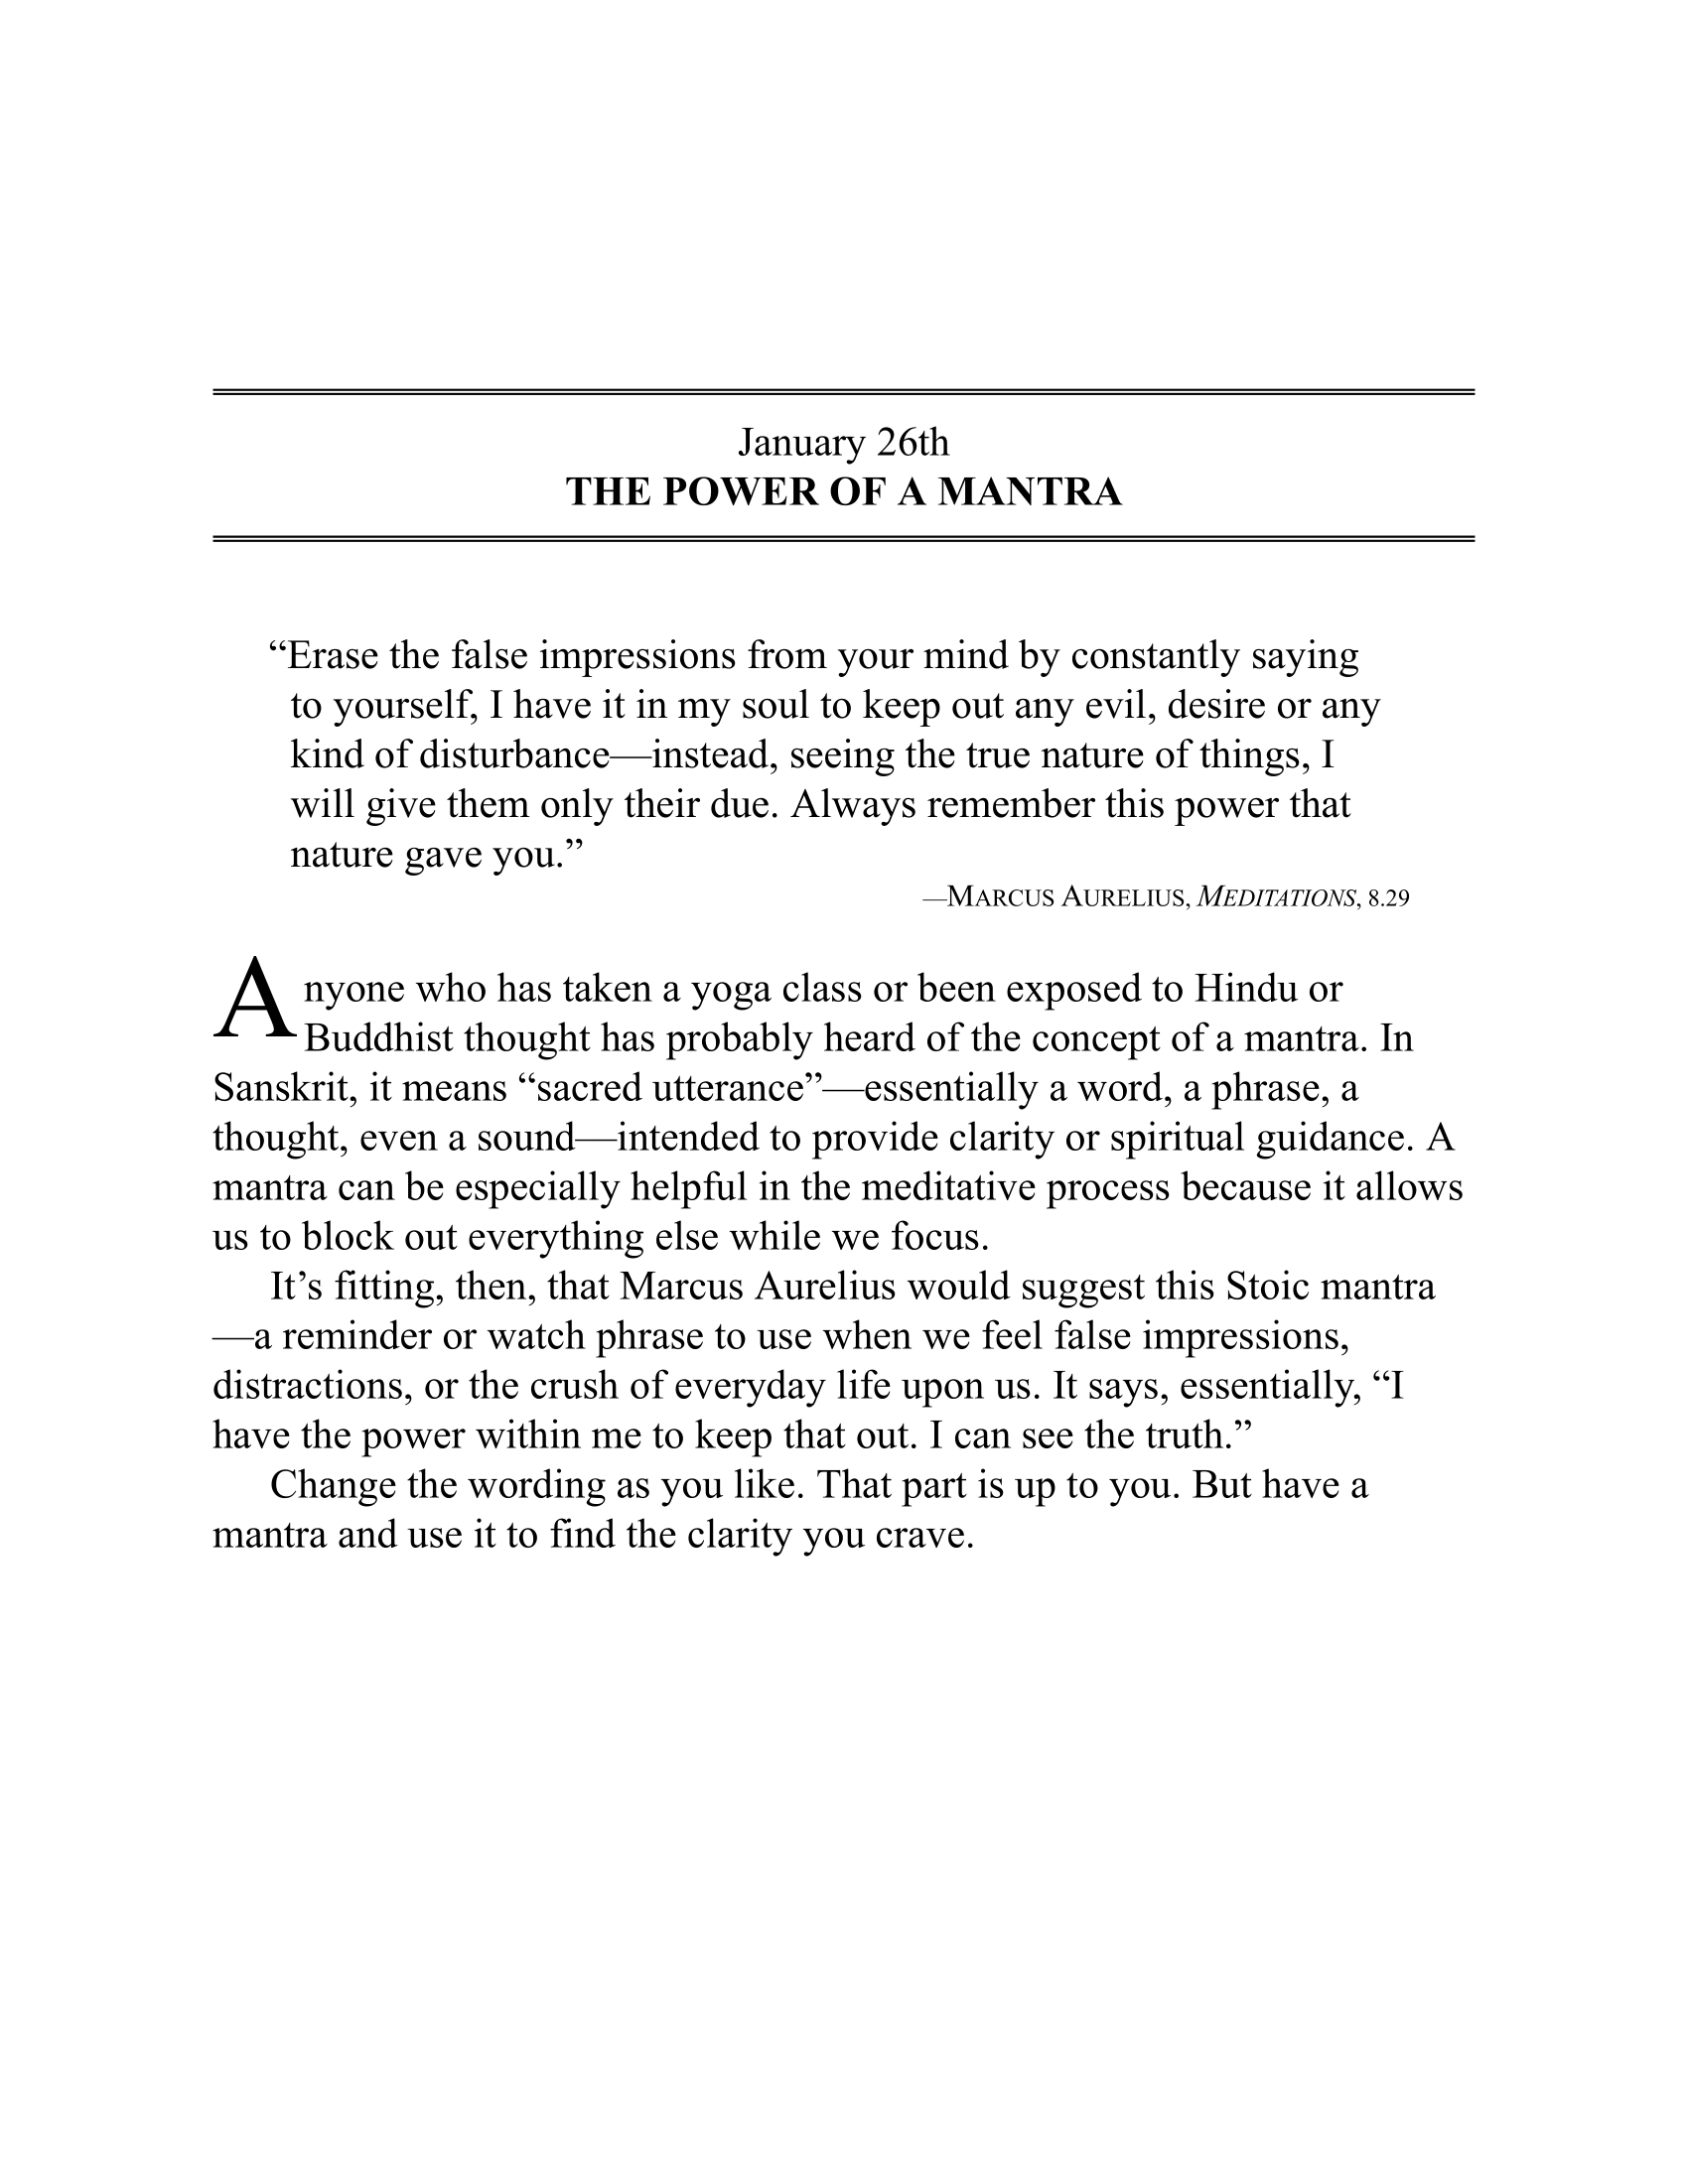 January 26th
THE POWER OF A MANTRA
“Erase the false impressions from your mind by constantly saying
to yourself, I have it in my soul to keep out any evil, desire or any
kind of disturbance—instead, seeing the true nature of things, I
will give them only their due. Always remember this power that
nature gave you.”
—MARCUS AURELIUS, MEDITATIONS, 8.29
Anyone who has taken a yoga class or been exposed to Hindu or
Buddhist thought has probably heard of the concept of a mantra. In
Sanskrit, it means “sacred utterance”—essentially a word, a phrase, a
thought, even a sound—intended to provide clarity or spiritual guidance. A
mantra can be especially helpful in the meditative process because it allows
us to block out everything else while we focus.
It’s fitting, then, that Marcus Aurelius would suggest this Stoic mantra
—a reminder or watch phrase to use when we feel false impressions,
distractions, or the crush of everyday life upon us. It says, essentially, “I
have the power within me to keep that out. I can see the truth.”
Change the wording as you like. That part is up to you. But have a
mantra and use it to find the clarity you crave.